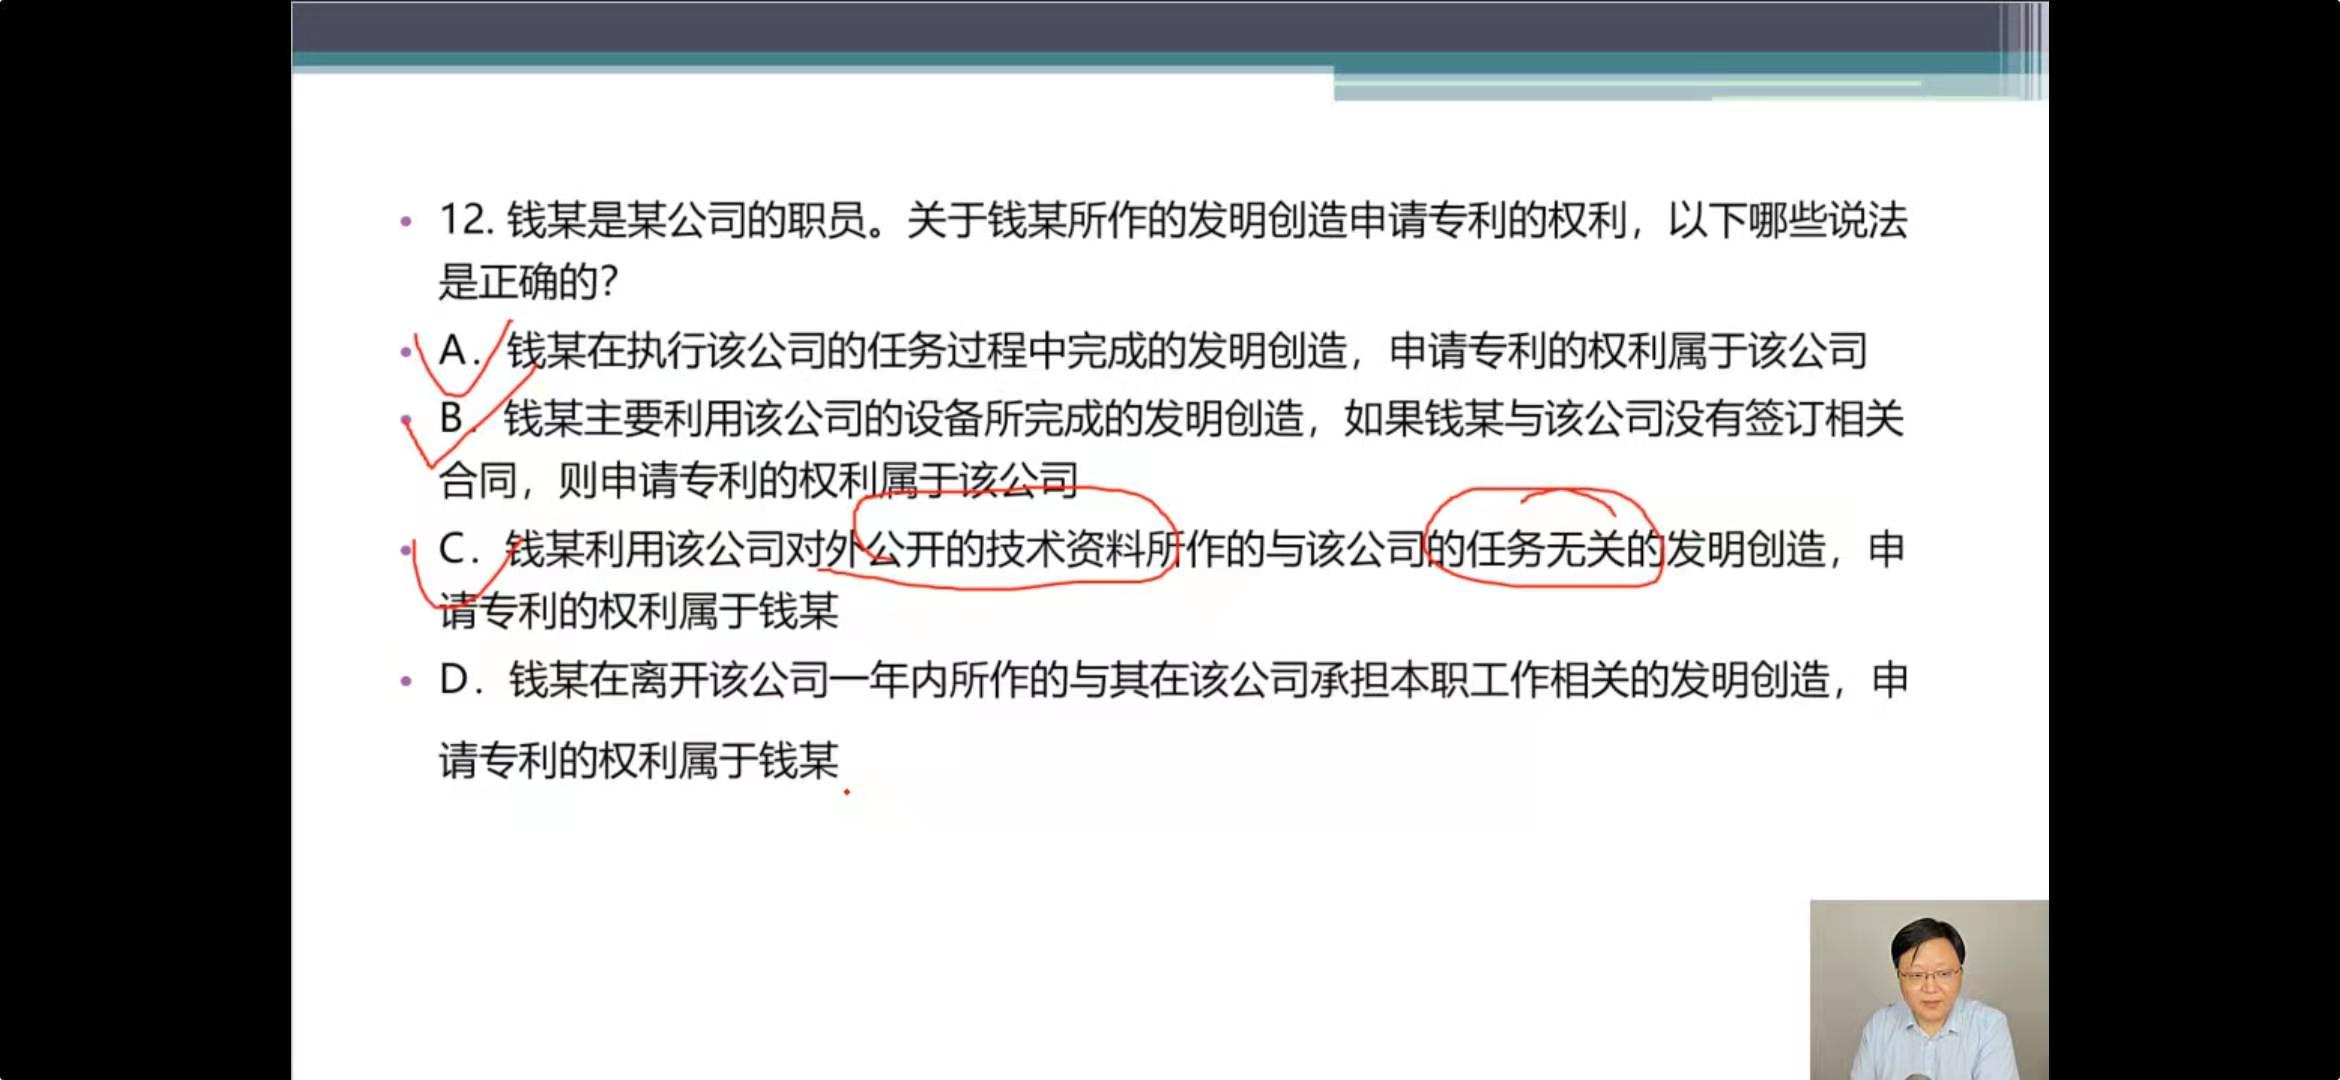 12. 钱某是某公司的职员。关于钱某所作的发明创造申请专利的权利，以下哪些说法
是正确的？
A．钱某在执行该公司的任务过程中完成的发明创造，申请专利的权利属于该公司
B．钱某主要利用该公司的设备所完成的发明创造，如果钱某与该公司没有签订相关
合同，则申请专利的权利属于该公司
C．钱某利用该公司对外公开的技术资料所作的与该公司的任务无关的发明创造，申
请专利的权利属于钱某
D．钱某在离开该公司一年内所作的与其在该公司承担本职工作相关的发明创造，申
请专利的权利属于钱某